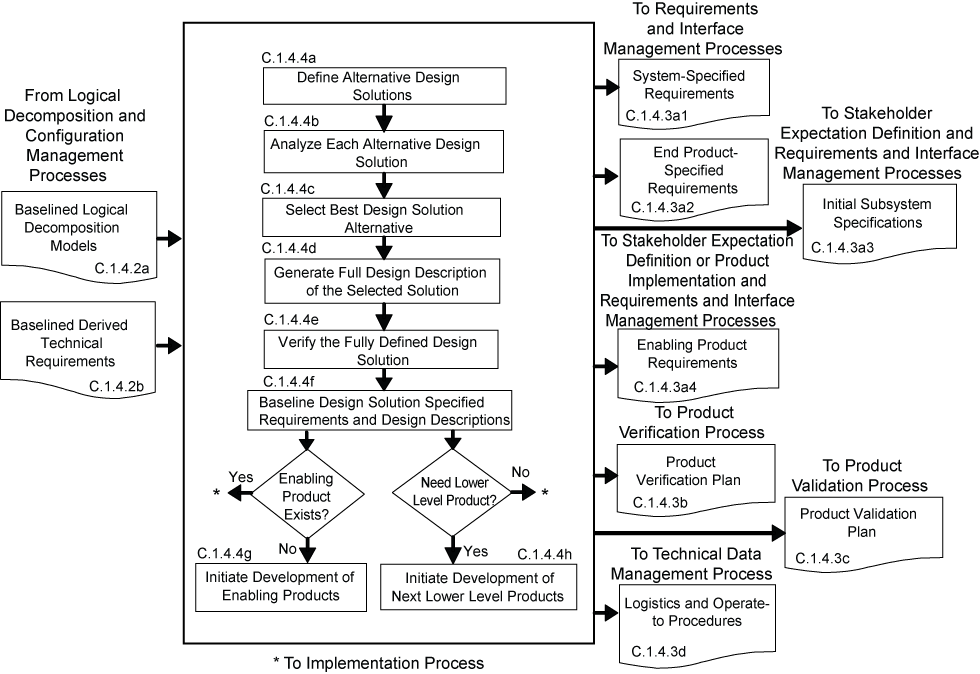 From Logical
Decomposition and
Configuration
Management
Processes
Baselined Logical
Decomposition
Models
C.1.4.2a
Baselined Derived
Technical
Requirements
C.1.4.2b
C.1.4.4a
Define Alternative Design
Solutions
C.1.4.4b
Analyze Each Alternative Design
Solution
C.1.4.4c
Select Best Design Solution
Alternative
C.1.4.4d
Generate Full Design Description
of the Selected Solution
C.1.4.4e
Verify the Fully Defined Design
Solution
C.1.4.4f
Baseline Design Solution Specified
Requirements and Design Descriptions
Enabling
Product
Exists?
Yes
*
No
C.1.4.4g
Initiate Development of
Enabling Products
Need Lower
Level Product?
No
*
Yes
C.1.4.4h
Initiate Development of
Next Lower Level Products
* To Implementation Process
To Requirements
and Interface
Management Processes
System-Specified
Requirements
C.1.4.3a1
End Product-
Specified
Requirements
C.1.4.3a2
To Stakeholder
Expectation Definition and
Requirements and Interface
Management Processes
Initial Subsystem
Specifications
C.1.4.3a3
To Stakeholder Expectation
Definition or Product
Implementation and
Requirements and Interface
Management Processes
Enabling Product
Requirements
C.1.4.3a4
To Product
Verification Process
Product
Verification Plan
C.1.4.3b
To Product
Validation Process
Product Validation
Plan
C.1.4.3c
To Technical Data
Management Process
Logistics and Operate-
to Procedures
C.1.4.3d